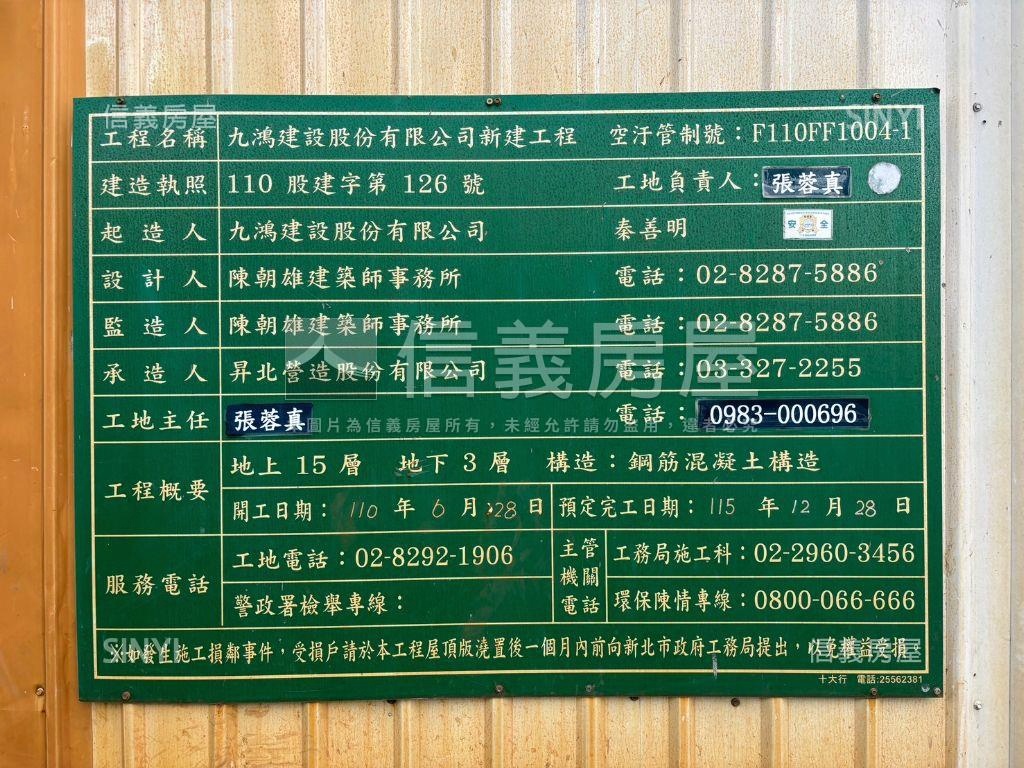 信義房屋
SINYI
工程名稱 九鴻建設股份有限公司新建工程 空汙管制號：F110FF1004-1
建造執照 110 股建字第 126 號 工地負責人：張蓉真
起造人 九鴻建設股份有限公司 秦善明
安 全
設計人 陳朝雄建築師事務所 電話：02-8287-5886
監造人 陳朝雄建築師事務所 電話：02-8287-5886
信義房屋
承造人 昇北營造股份有限公司 電話：03-327-2255
工地主任 張蓉真 電話：0983-000696
圖片為信義房屋所有，未經允許請勿盜用，違者必究
工程概要 地上 15 層 地下 3 層 構造：鋼筋混凝土構造
開工日期：110 年 6 月 28 日 預定完工日期：115 年 12 月 28 日
服務電話 工地電話：02-8292-1906 主管機關電話 工務局施工科：02-2960-3456
警政署檢舉專線： 環保陳情專線：0800-066-666
※如發生施工損鄰事件，受損戶請於本工程屋頂版澆置後一個月內前向新北市政府工務局提出，以免權益受損。
SINYI
信義房屋
十大行 電話:25562381